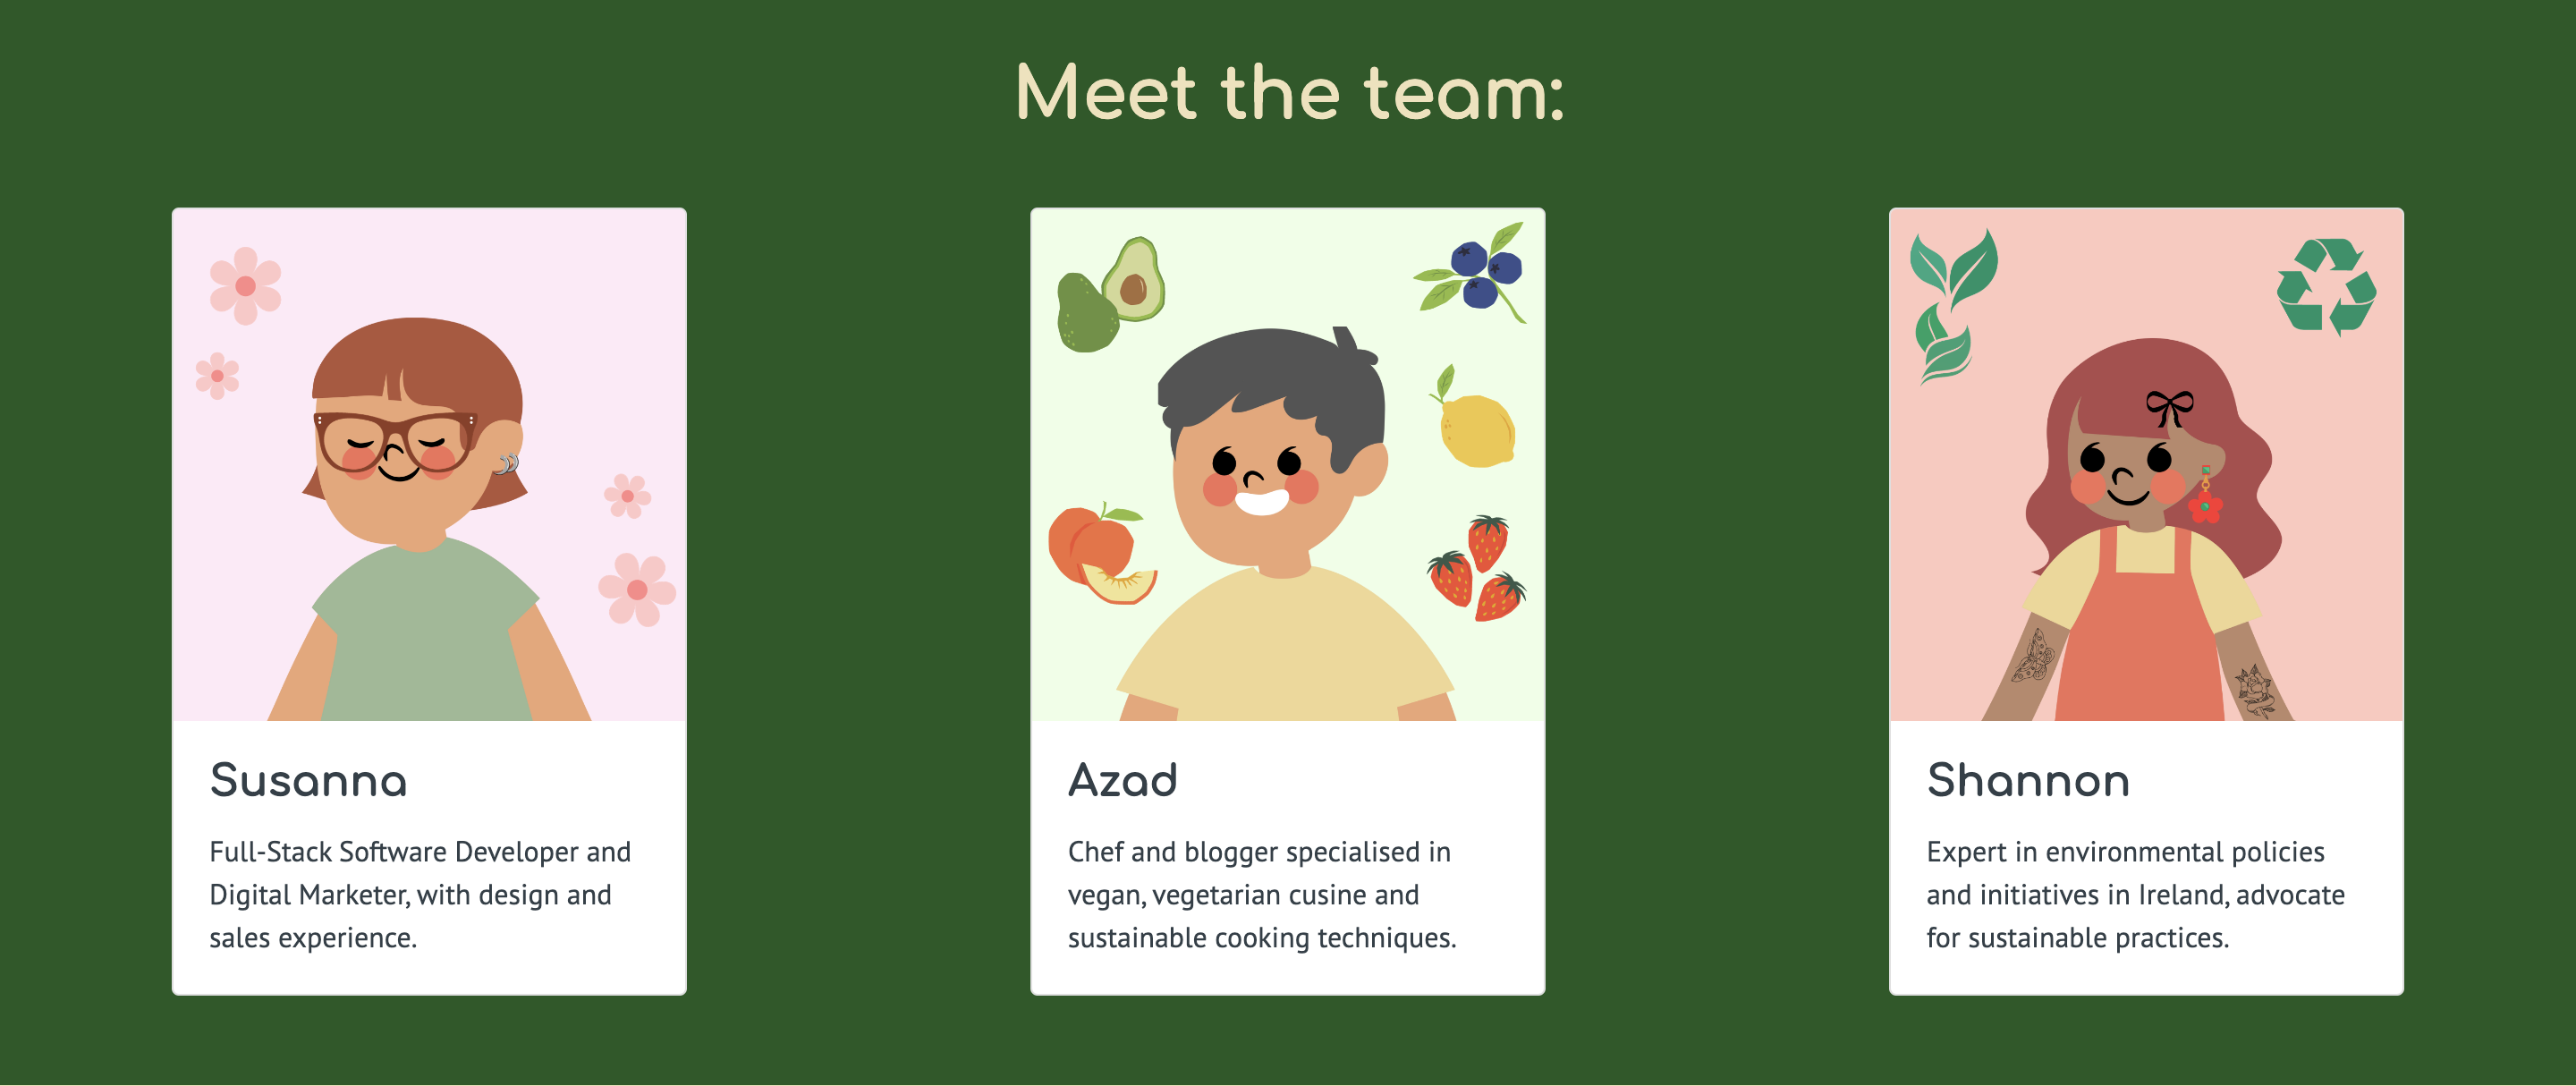 Meet the team:
Susanna
Full-Stack Software Developer and
Digital Marketer, with design and
sales experience.
Azad
Chef and blogger specialised in
vegan, vegetarian cusine and
sustainable cooking techniques.
Shannon
Expert in environmental policies
and initiatives in Ireland, advocate
for sustainable practices.